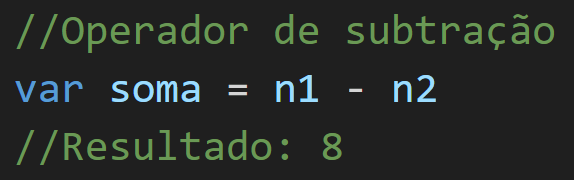 //Operador de subtração
var soma = n1 - n2
//Resultado: 8